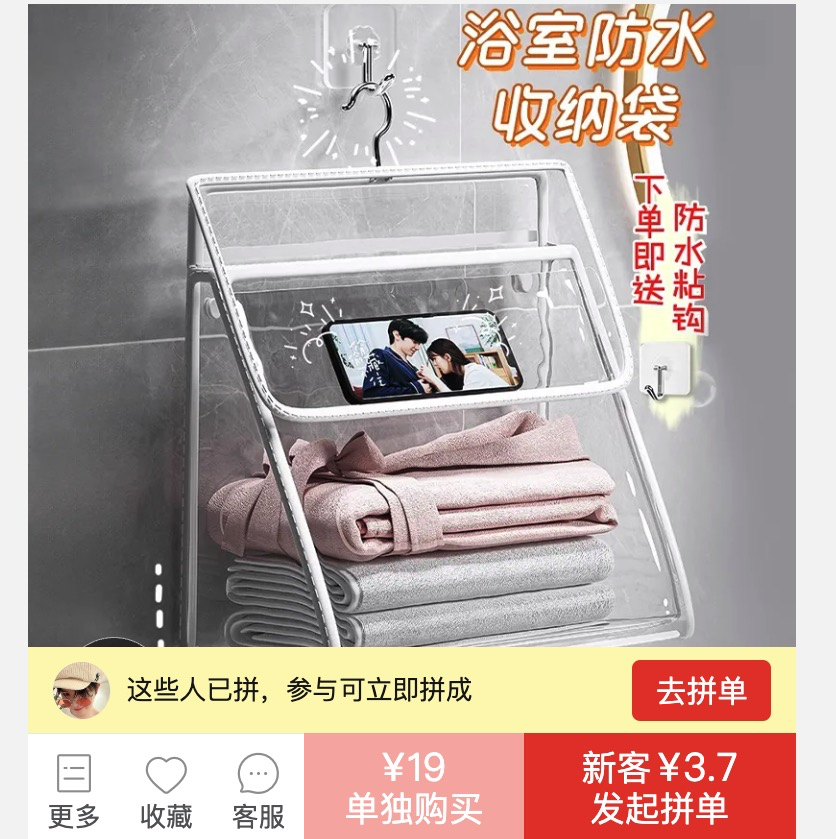 浴室防水
收纳袋
下单即送
防水粘钩
这些人已拼，参与可立即拼成
去拼单
更多
收藏
客服
¥19
单独购买
新客¥3.7
发起拼单